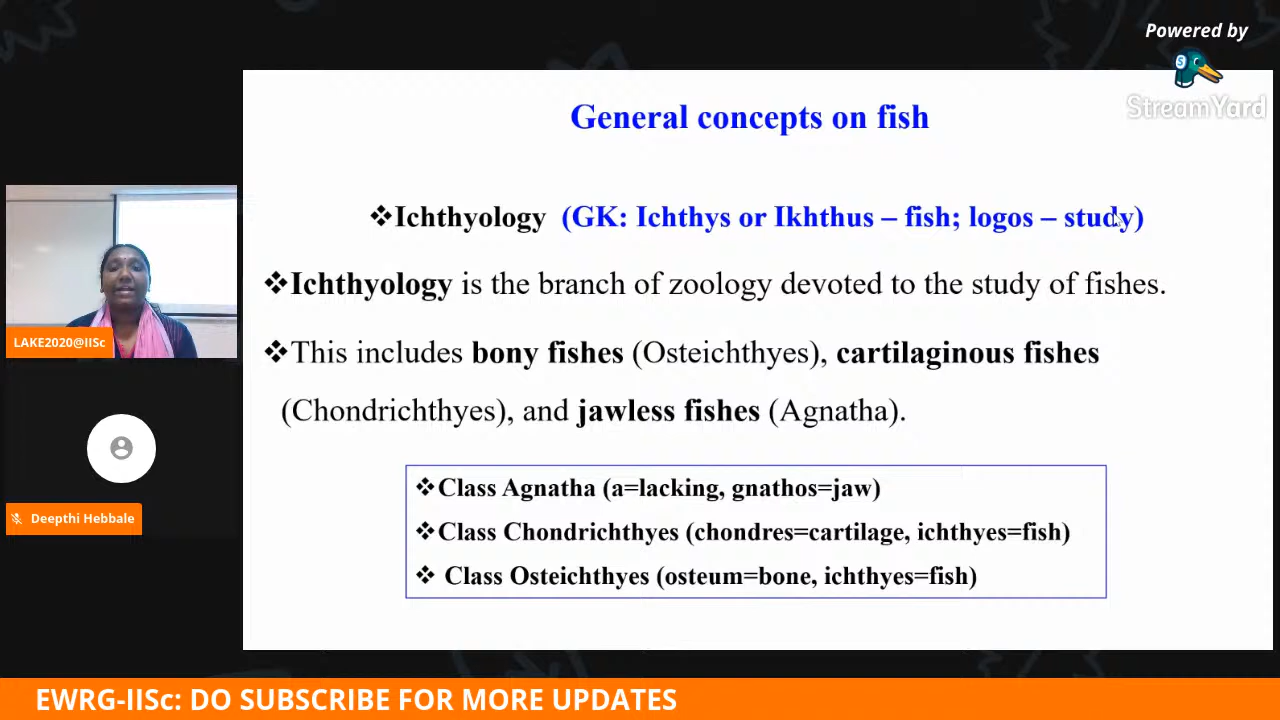 Powered by
StreamYard
General concepts on fish
❖Ichthyology (GK: Ichthys or Ikhthus – fish; logos – study)
❖Ichthyology is the branch of zoology devoted to the study of fishes.
❖This includes bony fishes (Osteichthyes), cartilaginous fishes
(Chondrichthyes), and jawless fishes (Agnatha).
❖Class Agnatha (a=lacking, gnathos=jaw)
❖Class Chondrichthyes (chondres=cartilage, ichthyes=fish)
❖ Class Osteichthyes (osteum=bone, ichthyes=fish)
LAKE2020@IISc
Deepthi Hebbale
EWRG-IISc: DO SUBSCRIBE FOR MORE UPDATES